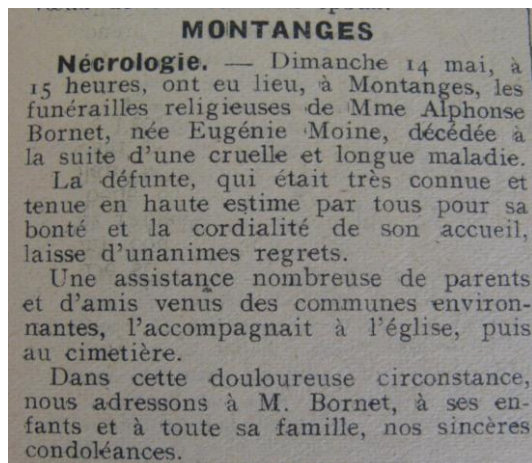 MONTANGES
Nécrologie. — Dimanche 14 mai, à
15 heures, ont eu lieu, à Montanges, les
funérailles religieuses de Mme Alphonse
Bornet, née Eugénie Moine, décédée à
la suite d'une cruelle et longue maladie.
La défunte, qui était très connue et
tenue en haute estime par tous pour sa
bonté et la cordialité de son accueil,
laisse d'unanimes regrets.
Une assistance nombreuse de parents
et d'amis venus des communes environ-
nantes, l'accompagnait à l'église, puis
au cimetière.
Dans cette douloureuse circonstance,
nous adressons à M. Bornet, à ses en-
fants et à toute sa famille, nos sincères
condoléances.